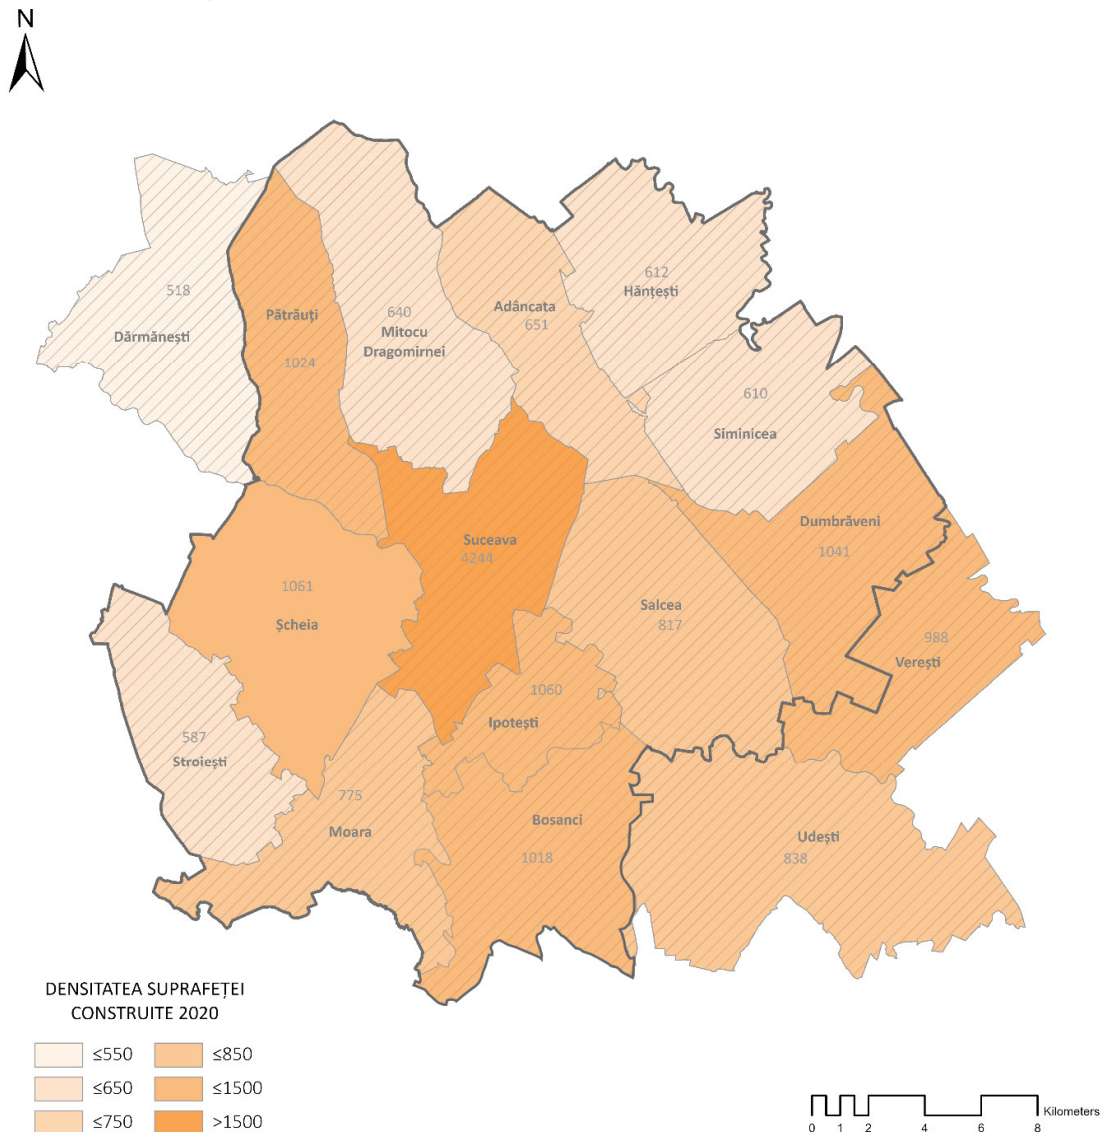 N
518
Dărmănești
Pătrăuți
1024
640
Mitocu
Dragomirnei
Adâncata
651
612
Hănțești
610
Siminicea
Suceava
4244
Dumbrăveni
1041
1061
Șcheia
Salcea
817
988
Verești
1060
Ipotești
587
Stroiești
775
Moara
Bosanci
1018
Udești
838
DENSITATEA SUPRAFEȚEI
CONSTRUITE 2020
≤550 ≤850
≤650 ≤1500
≤750 >1500
Kilometers
0 1 2 4 6 8